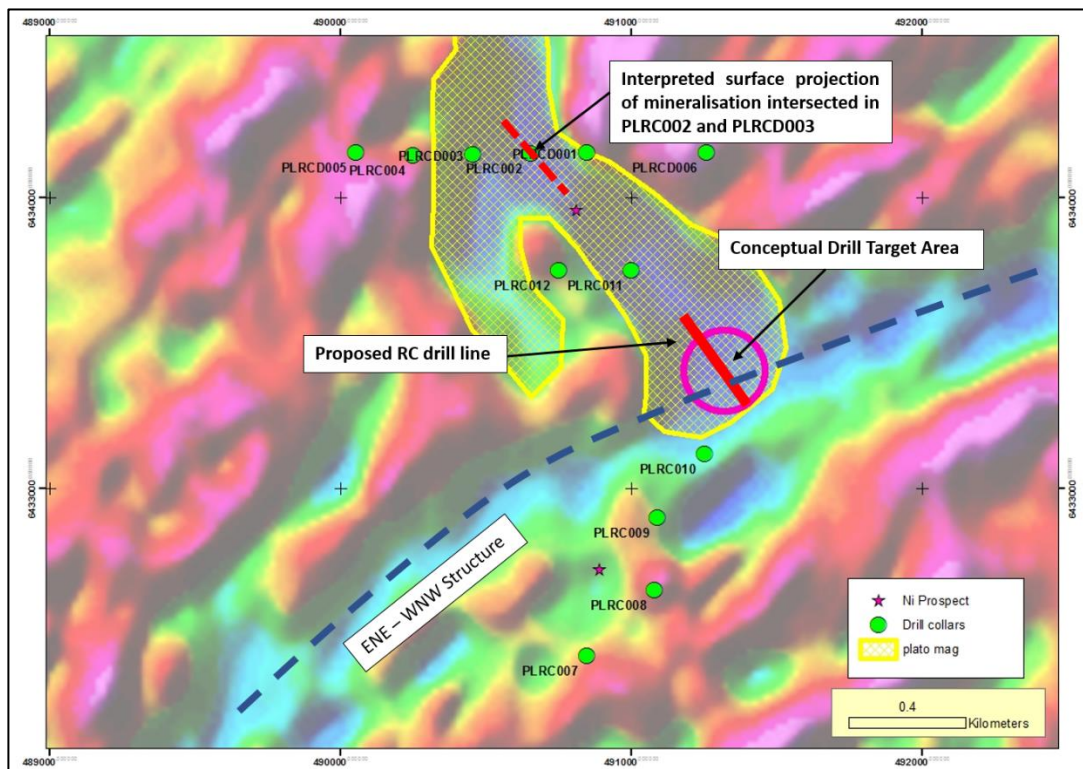 489000
490000
491000
492000
Interpreted surface projection
of mineralisation intersected in
PLRC002 and PLRCD003
PLRCD005
PLRC004
PLRCD003
PLRC002
PLRCD001
PLRCD006
6434000
6434000
Conceptual Drill Target Area
PLRC012
PLRC011
Proposed RC drill line
PLRC010
6433000
6433000
PLRC009
ENE – WNW Structure
PLRC008
PLRC007
Ni Prospect
Drill collars
plato mag
0.4
Kilometers
489000
490000
491000
492000